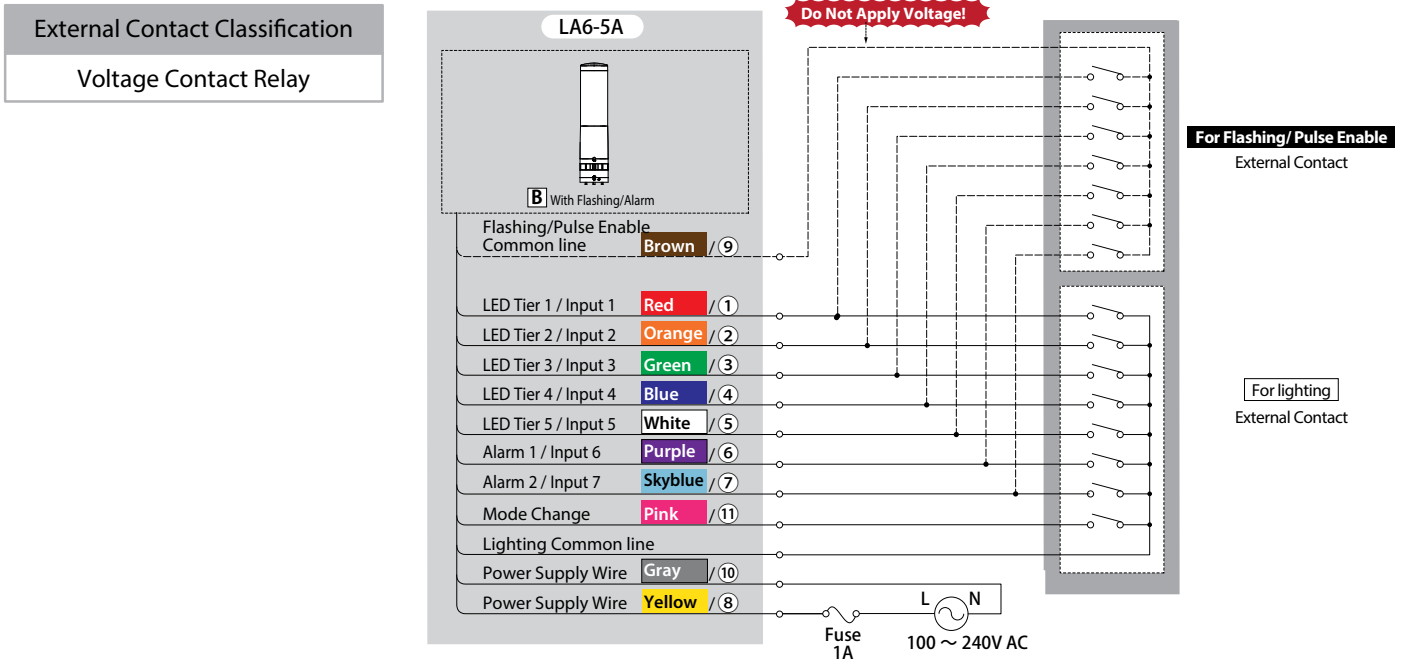 External Contact Classification
Voltage Contact Relay
LA6-5A
Do Not Apply Voltage!
B With Flashing/Alarm
Flashing/Pulse Enable
Common line Brown / ⑨
LED Tier 1 / Input 1 Red / ①
LED Tier 2 / Input 2 Orange / ②
LED Tier 3 / Input 3 Green / ③
LED Tier 4 / Input 4 Blue / ④
LED Tier 5 / Input 5 White / ⑤
Alarm 1 / Input 6 Purple / ⑥
Alarm 2 / Input 7 Skyblue / ⑦
Mode Change Pink / ⑪
Lighting Common line
Power Supply Wire Gray / ⑩
Power Supply Wire Yellow / ⑧
Fuse
1A
L N
100 ～ 240V AC
For Flashing/ Pulse Enable
External Contact
For lighting
External Contact